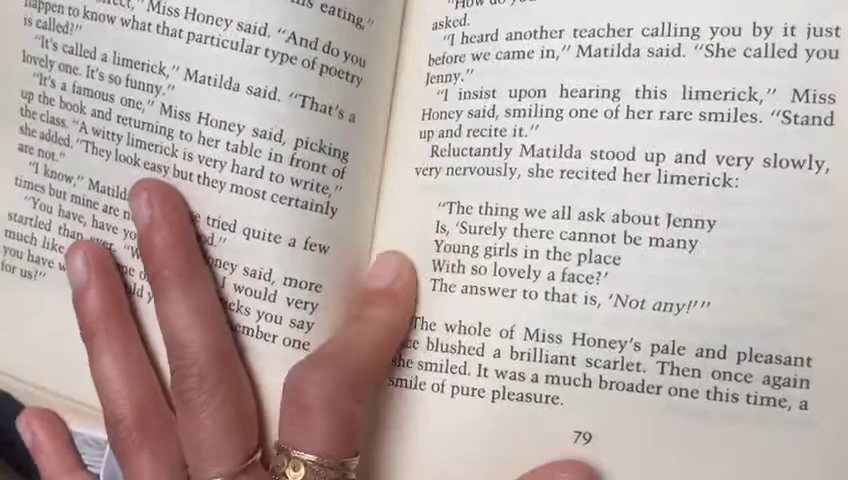 his eating,"
Miss Honey said. "And do you
happen to know what that particular type of poetry
is called?"
"It's called a limerick," Matilda said. "That's a
lovely one. It's so funny."
"It's a famous one," Miss Honey said, picking
up the book and returning to her table in front of
the class. "A witty limerick is very hard to write,"
she added. "They look easy but they most certainly
are not."
"I know," Matilda tried quite a few
times but mine are
"You have, have
Honey said, more
startled than ever.
I would very
much like
you say
you have
one
for us?"
"How do
asked.
"I heard another teacher calling you by it just
before we came in," Matilda said. "She called you
Jenny."
"I insist upon hearing this limerick," Miss
Honey said, smiling one of her rare smiles. "Stand
up and recite it."
Reluctantly Matilda stood up and very slowly,
very nervously, she recited her limerick:
"The thing we all ask about Jenny
Is, 'Surely there cannot be many
Young girls in the place
With so lovely a face?'
The answer to that is, 'Not any!'"
The whole of Miss Honey's pale and pleasant
blushed a brilliant scarlet. Then once again
she smiled. It was a much broader one this time, a
smile of pure pleasure.
79